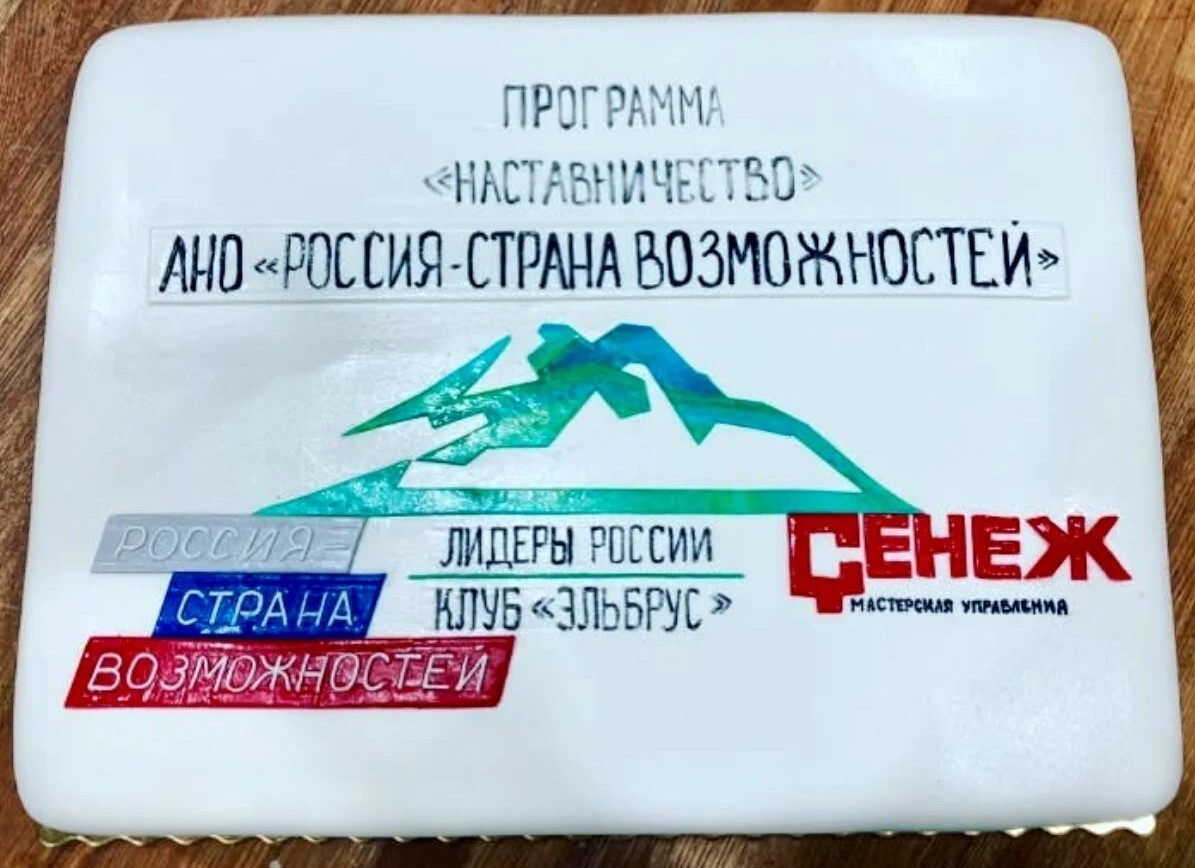 ПРОГРАММА
«НАСТАВНИЧЕСТВО»
АНО «РОССИЯ-СТРАНА ВОЗМОЖНОСТЕЙ»
РОССИЯ –
СТРАНА
ВОЗМОЖНОСТЕЙ
ЛИДЕРЫ РОССИИ
КЛУБ «ЭЛЬБРУС»
СЕНЕЖ
МАСТЕРСКАЯ УПРАВЛЕНИЯ